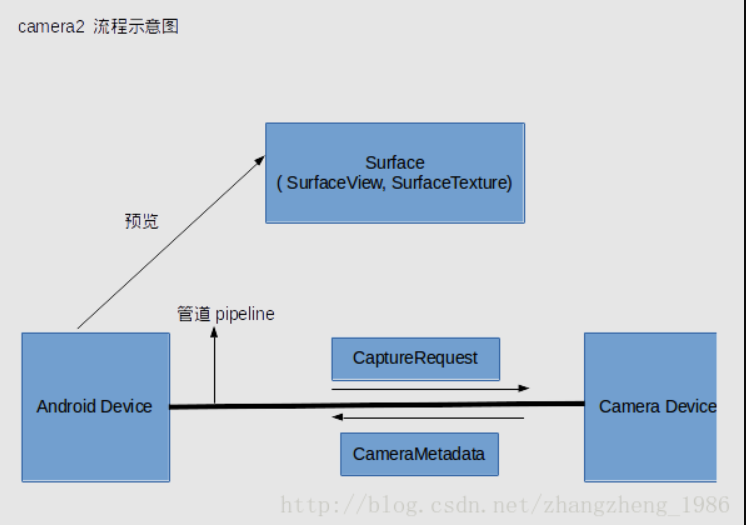 camera2 流程示意图
Surface
( SurfaceView, SurfaceTexture)
预览
管道 pipeline
CaptureRequest
Android Device
Camera Device
CameraMetadata
http://blog.csdn.net/zhangzheng_1986